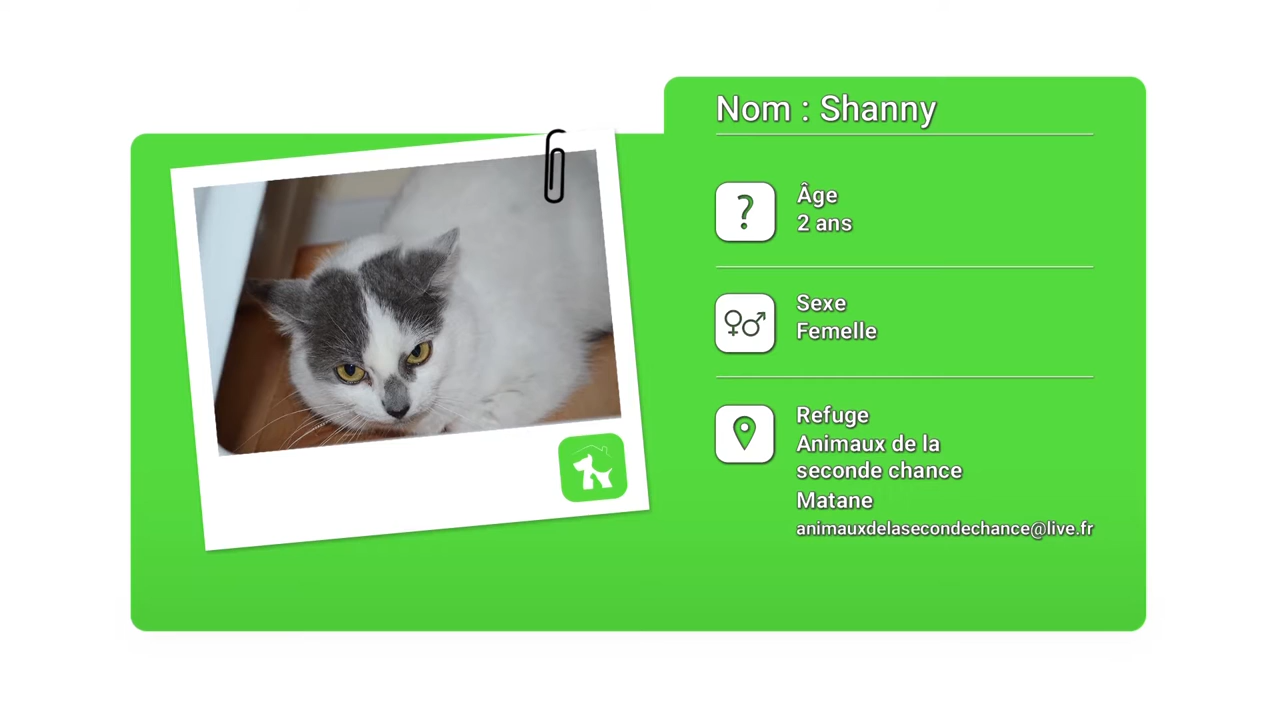 Nom : Shanny
Âge
2 ans
Sexe
Femelle
Refuge
Animaux de la
seconde chance
Matane
animauxdelasecondechance@live.fr